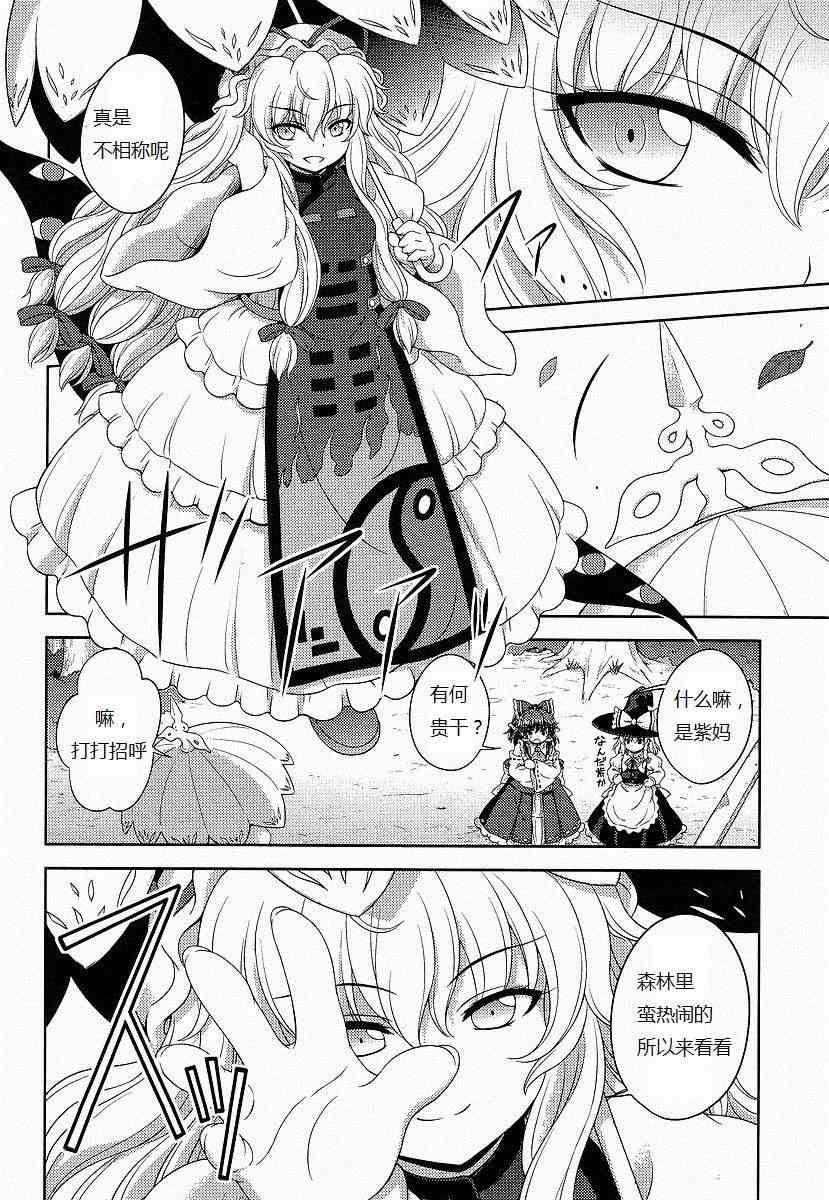 真是
不相称呢
什么嘛，
是紫妈
なんだ紫か
有何
贵干？
嘛，
打打招呼
森林里
蛮热闹的
所以来看看
スッ